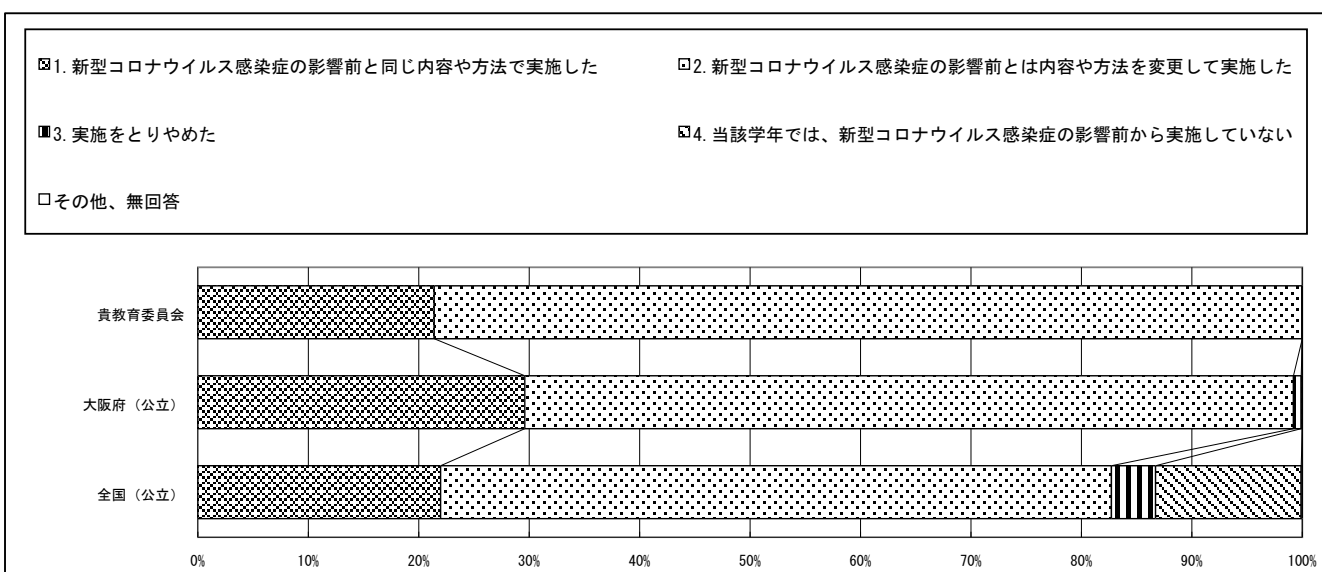 1. 新型コロナウイルス感染症の影響前と同じ内容や方法で実施した
2. 新型コロナウイルス感染症の影響前とは内容や方法を変更して実施した
3. 実施をとりやめた
4. 当該学年では、新型コロナウイルス感染症の影響前から実施していない
その他、無回答
貴教育委員会
大阪府（公立）
全国（公立）
0% 10% 20% 30% 40% 50% 60% 70% 80% 90% 100%